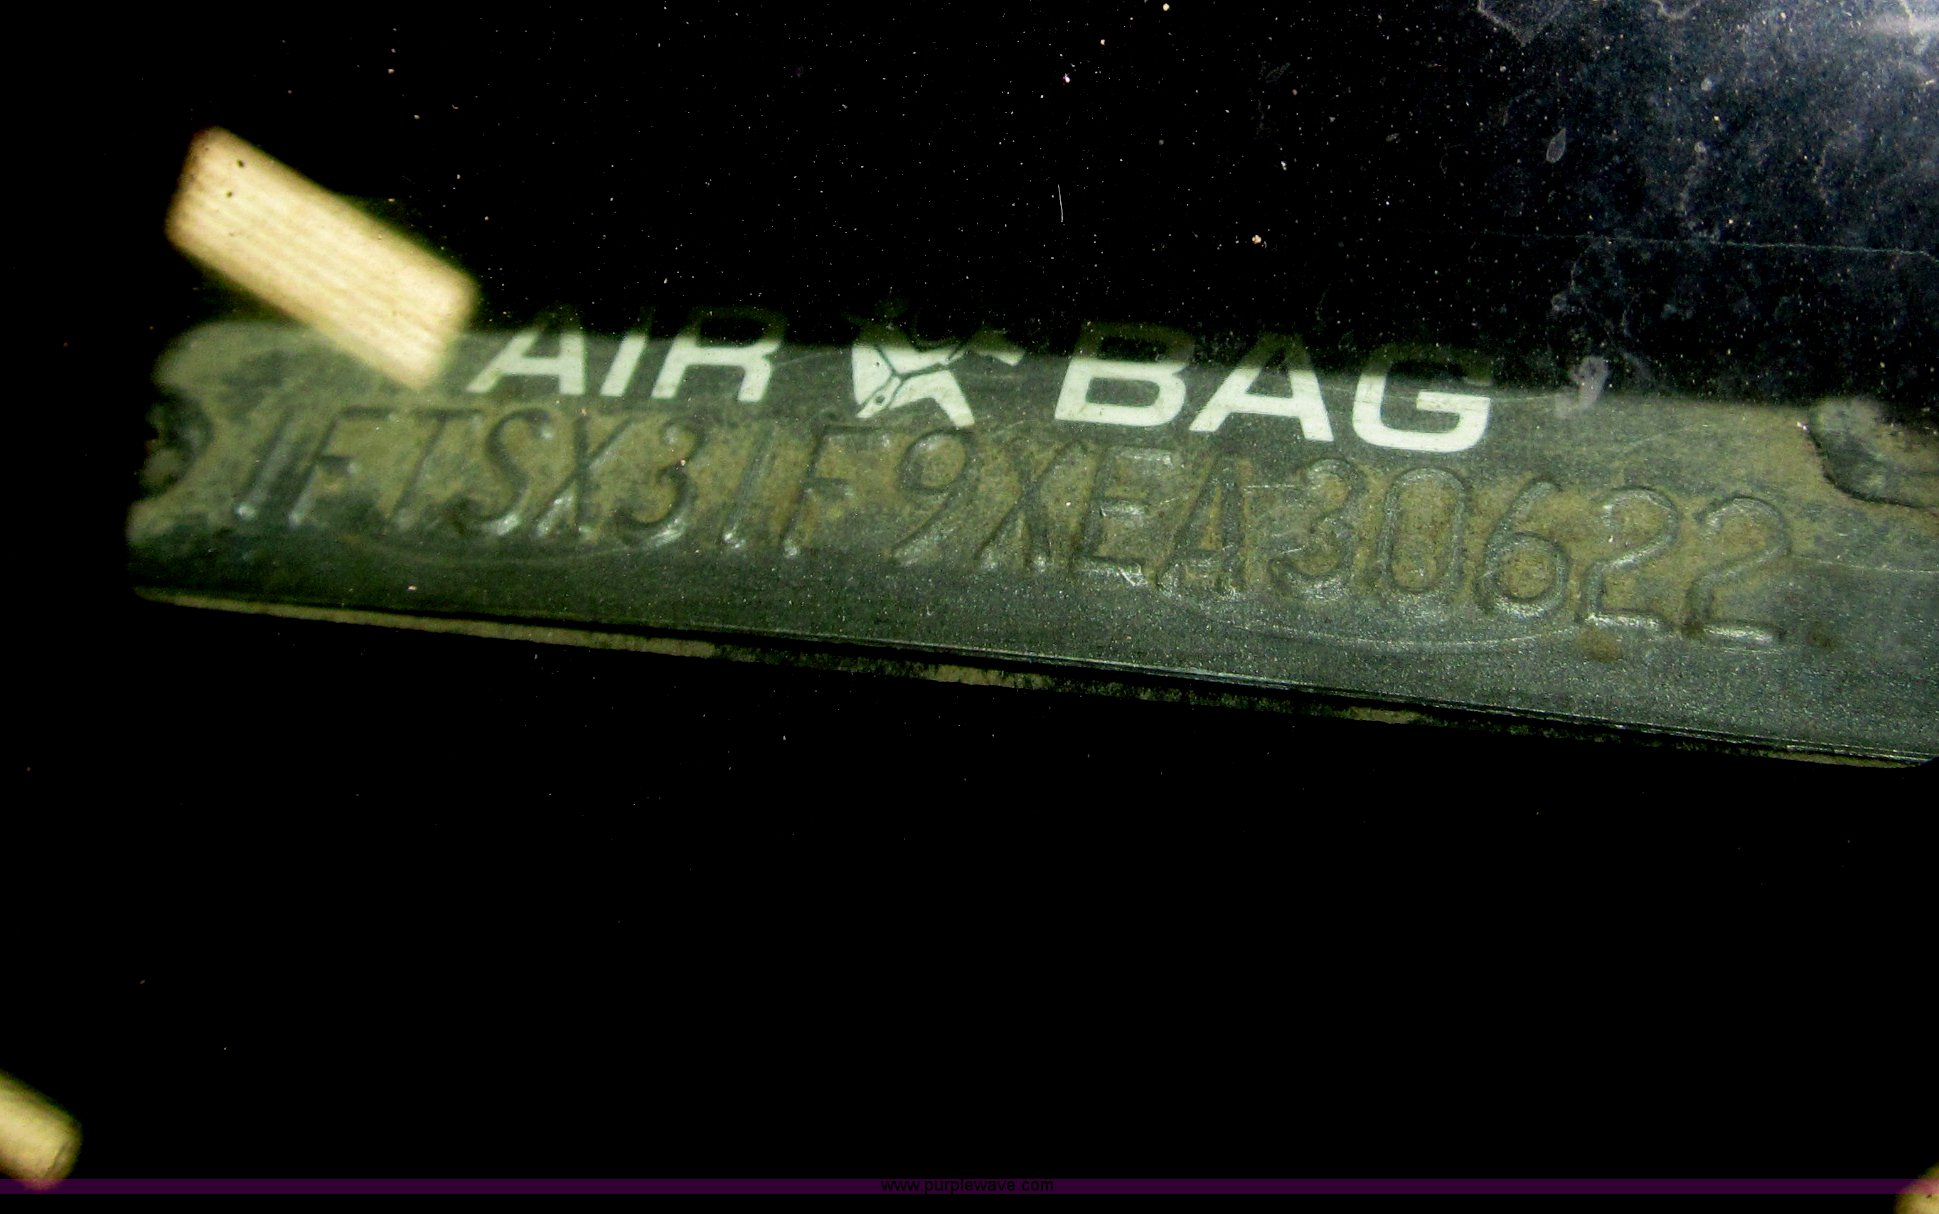 AIR BAG
1FTSX31F9XEA30622
www.purplewave.com